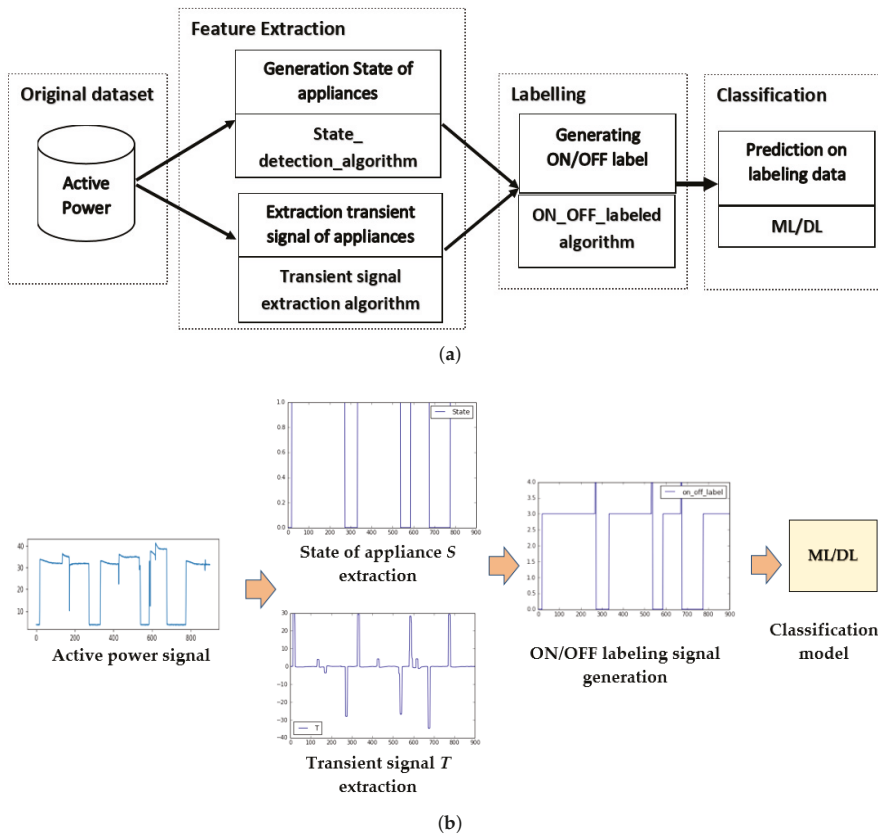 Feature Extraction
Original dataset
Active
Power
Generation State of
appliances
State_
detection_algorithm
Extraction transient
signal of appliances
Transient signal
extraction algorithm
Labelling
Generating
ON/OFF label
ON_OFF_labeled
algorithm
Classification
Prediction on
labeling data
ML/DL
(a)
40
30
20
10
0 200 400 600 800
Active power signal
1.0
0.8
0.6
0.4
0.2
0.0
0 100 200 300 400 500 600 700 800 900
State
State of appliance S
extraction
30
20
10
0
−10
−20
−30
−40
0 100 200 300 400 500 600 700 800 900
T
Transient signal T
extraction
4.0
3.5
3.0
2.5
2.0
1.5
1.0
0.5
0.0
0 100 200 300 400 500 600 700 800 900
on_off_label
ON/OFF labeling signal
generation
ML/DL
Classification
model
(b)